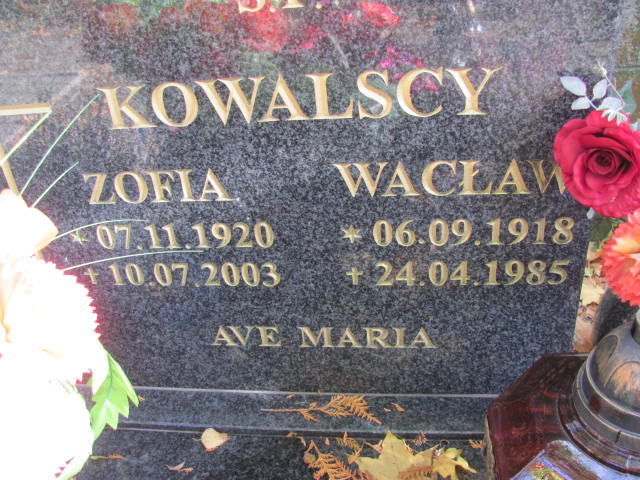 Ś.P.
KOWALSCY
ZOFIA WACŁAW
* 07.11.1920 * 06.09.1918
+ 10.07.2003 + 24.04.1985
AVE MARIA